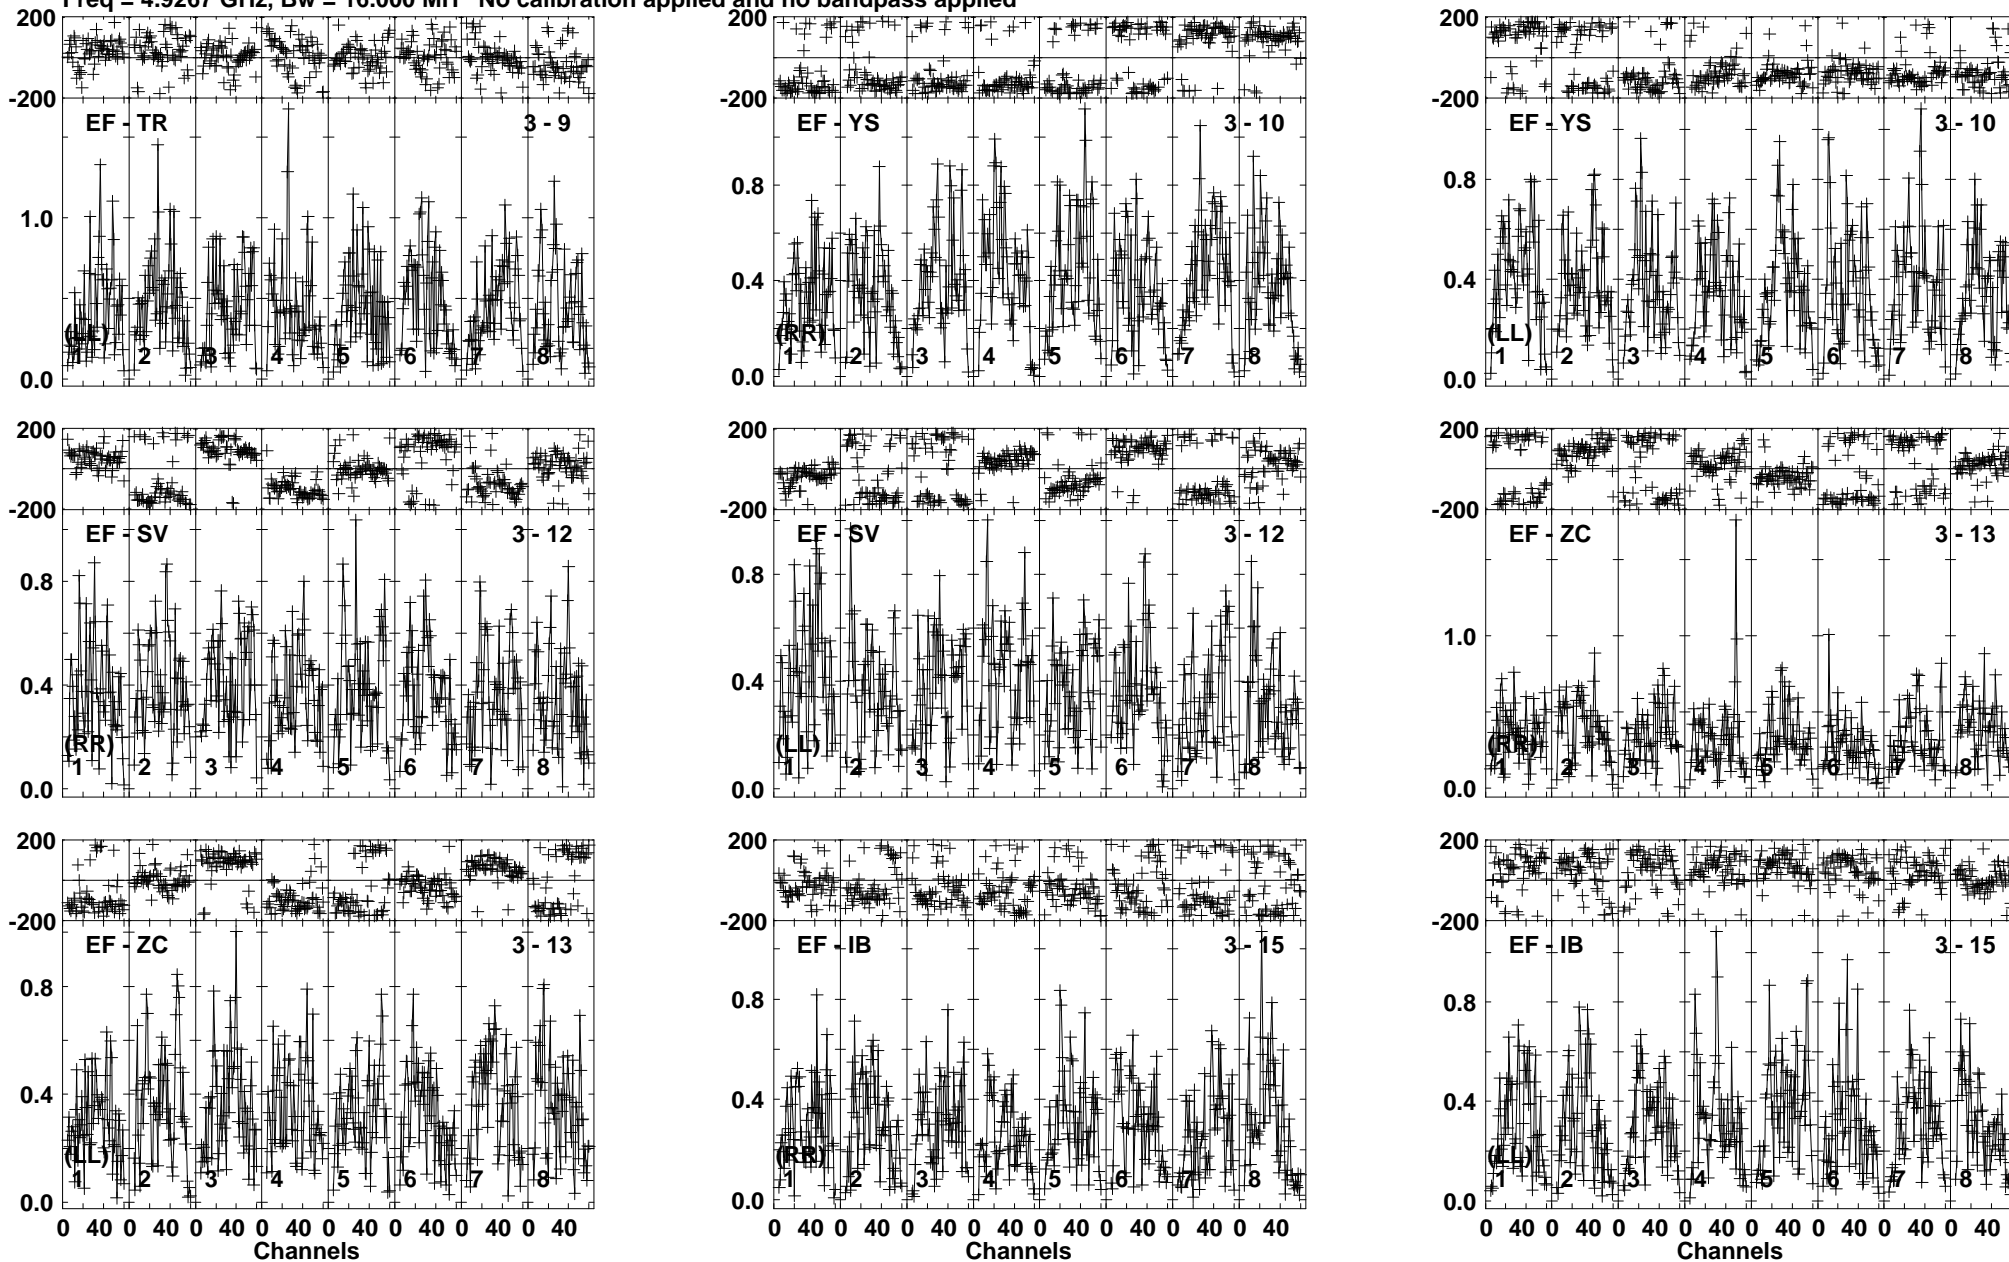 Freq = 4.9267 GHz, Bw = 16.000 MH No calibration applied and no bandpass applied
200 200 200
-200 -200 -200
EF - TR 3 - 9 EF - YS 3 - 10 EF - YS 3 - 10
1.0 0.8 0.8
0.4 0.4
(LL) (RR) (LL)
1 2 3 4 5 6 7 8 1 2 3 4 5 6 7 8 1 2 3 4 5 6 7 8
0.0 0.0 0.0
200 200 200
-200 -200 -200
EF - SV 3 - 12 EF - SV 3 - 12 EF - ZC 3 - 13
0.8 0.8 1.0
0.4 0.4
(RR) (LL) (RR)
1 2 3 4 5 6 7 8 1 2 3 4 5 6 7 8 1 2 3 4 5 6 7 8
0.0 0.0 0.0
200 200 200
-200 -200 -200
EF - ZC 3 - 13 EF - IB 3 - 15 EF - IB 3 - 15
0.8 0.8 0.8
0.4 0.4 0.4
(LL) (RR) (LL)
1 2 3 4 5 6 7 8 1 2 3 4 5 6 7 8 1 2 3 4 5 6 7 8
0.0 0.0 0.0
0 40 0 40 0 40 0 40 0 40 0 40 0 40 0 40 0 40 0 40 0 40 0 40 0 40 0 40 0 40 0 40 0 40 0 40 0 40 0 40 0 40 0 40 0 40 0 40
Channels Channels Channels